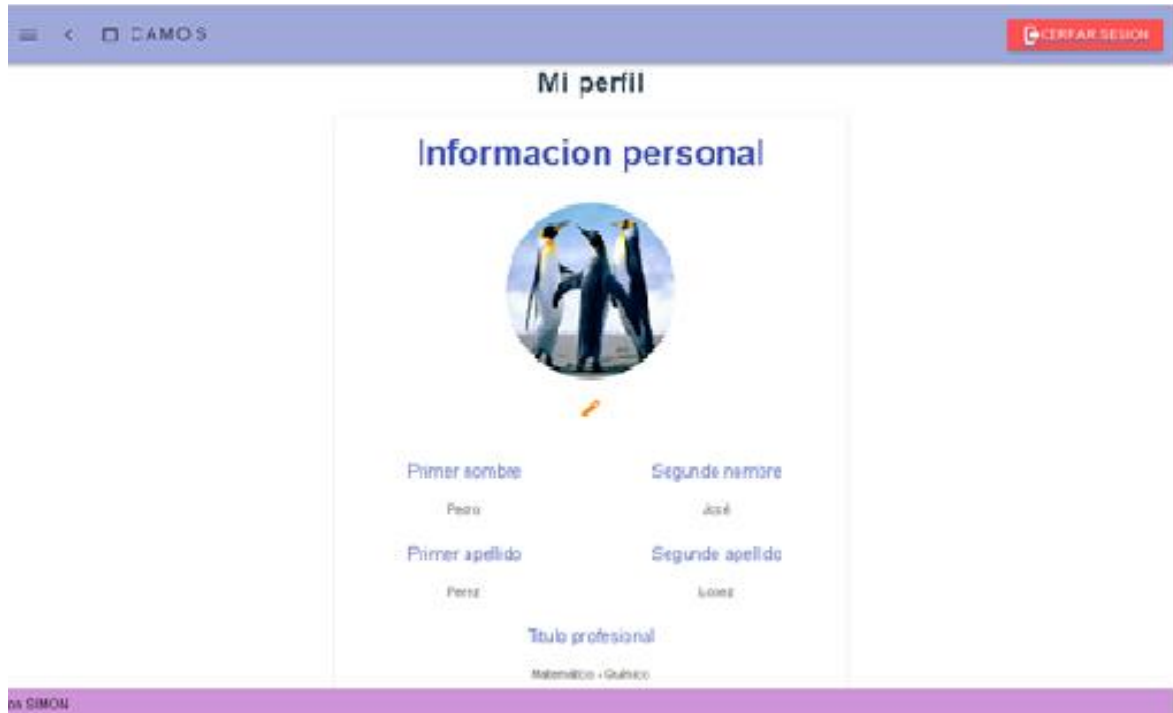 CAMOS
CERRAR SESION
Mi perfil
Informacion personal
Primer nombre Segundo nombre
Pedro José
Primer apellido Segundo apellido
Perez Lopez
Titulo profesional
Matemático - Químico
SIMON